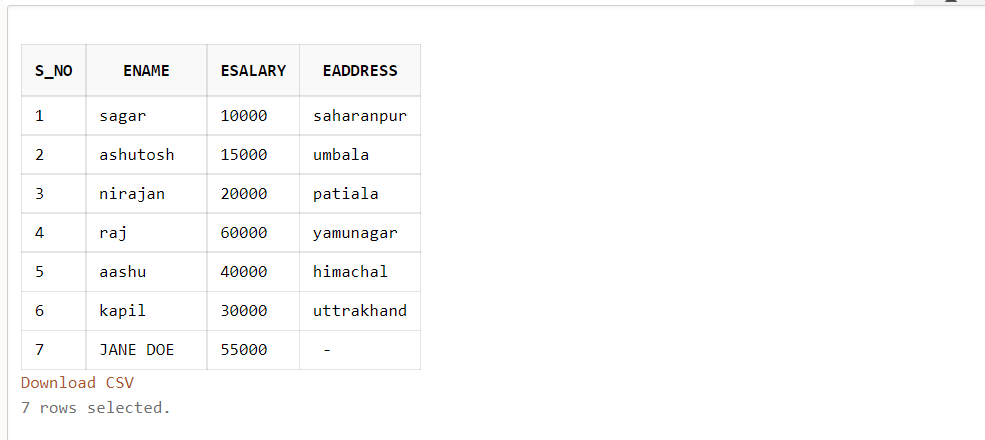 S_NO ENAME ESALARY EADDRESS
1 sagar 10000 saharanpur
2 ashutosh 15000 umbala
3 nirajan 20000 patiala
4 raj 60000 yamunagar
5 aashu 40000 himachal
6 kapil 30000 uttrakhand
7 JANE DOE 55000 -
Download CSV
7 rows selected.